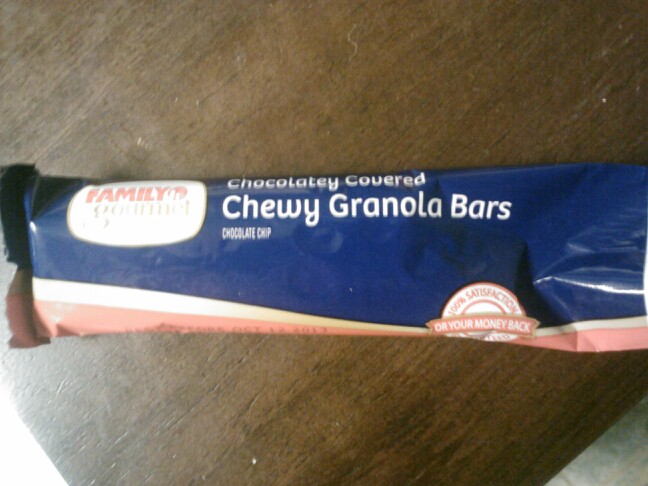 FAMILY
gourmet
Chocolatey Covered
Chewy Granola Bars
CHOCOLATE CHIP
100% SATISFACTION
OR YOUR MONEY BACK